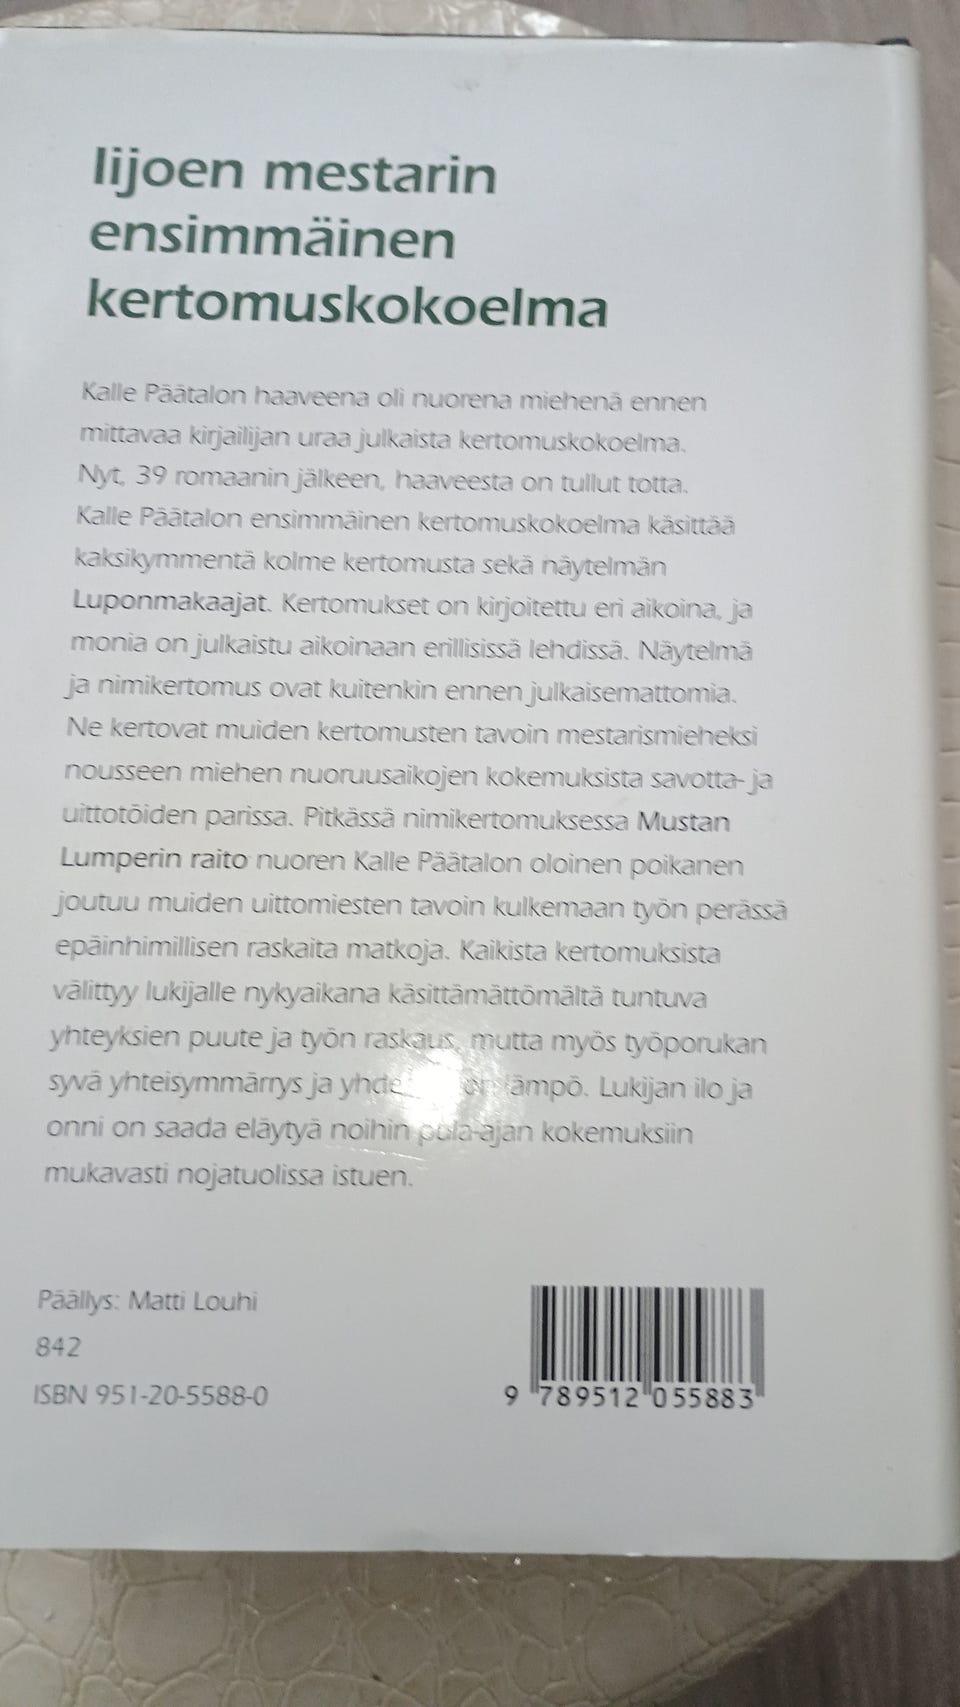 Iijoen mestarin
ensimmäinen
kertomuskokoelma
Kalle Päätalon haaveena oli nuorena miehenä ennen
mittavaa kirjailijan uraa julkaista kertomuskokoelma.
Nyt, 39 romaanin jälkeen, haaveesta on tullut totta.
Kalle Päätalon ensimmäinen kertomuskokoelma käsittää
kaksikymmentä kolme kertomusta sekä näytelmän
Luponmakaajat. Kertomukset on kirjoitettu eri aikoina, ja
monia on julkaistu aikoinaan erillisissä lehdissä. Näytelmä
ja nimikertomus ovat kuitenkin ennen julkaisemattomia.
Ne kertovat muiden kertomusten tavoin mestarismieheksi
nousseen miehen nuoruusaikojen kokemuksista savotta- ja
uittotöiden parissa. Pitkässä nimikertomuksessa Mustan
Lumperin raito nuoren Kalle Päätalon oloinen poikanen
joutuu muiden uittomiesten tavoin kulkemaan työn perässä
epäinhimillisen raskaita matkoja. Kaikista kertomuksista
välittyy lukijalle nykyaikana käsittämättömältä tuntuva
yhteyksien puute ja työn raskaus, mutta myös työporukan
syvä yhteisymmärrys ja lämpö. Lukijan ilo ja
onni on saada eläytyä noihin pula-ajan kokemuksiin
mukavasti nojatuolissa istuen.
Päällys: Matti Louhi
842
ISBN 951-20-5588-0
9 789512 055883